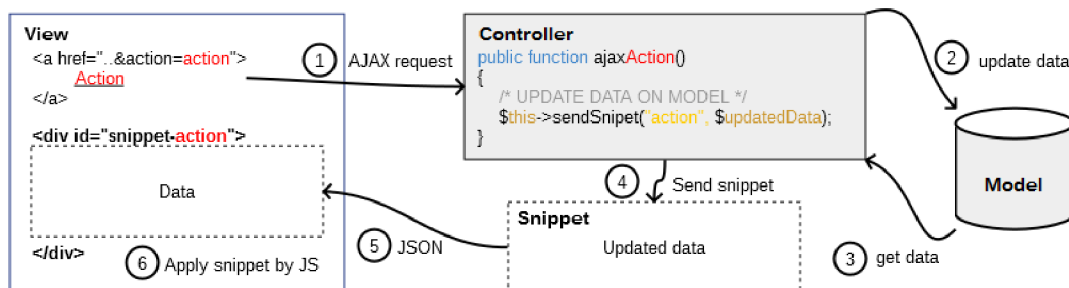 View
<a href="..&action=action">
Action
</a>
<div id="snippet-action">
Data
</div>
6 Apply snippet by JS
1 AJAX request
Controller
public function ajaxAction()
{
/* UPDATE DATA ON MODEL */
$this->sendSnipet("action", $updatedData);
}
2 update data
Model
3 get data
4 Send snippet
Snippet
Updated data
5 JSON